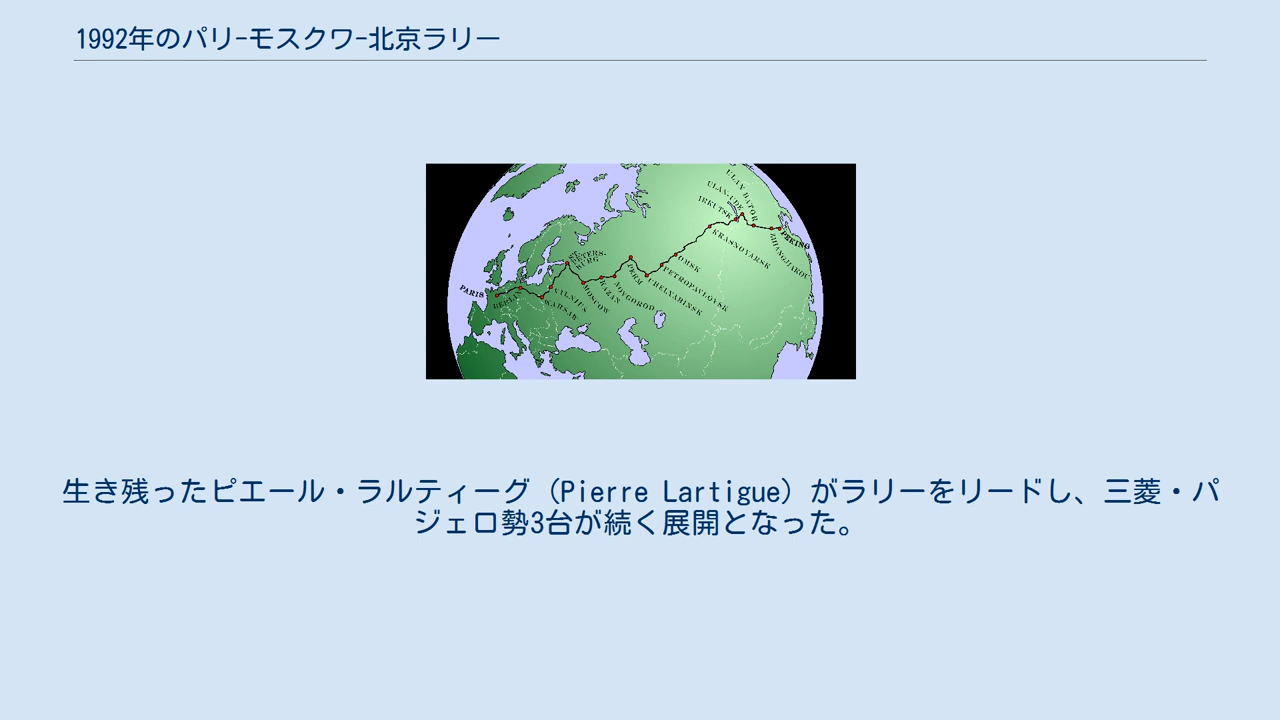 1992年のパリ-モスクワ-北京ラリー
ULAN BATOR
ULAN-UDE
IRKUTSK
PEKING
ZHANGJIAKOU
KRASNOYARSK
OMSK
PETROPAVLOVSK
CHELYABINSK
PERM
NOVGOROD
KAZAN
MOSCOW
ST. PETERS-
BURG
VILNIUS
WARSAW
BERLIN
PARIS
生き残ったピエール・ラルティーグ（Pierre Lartigue）がラリーをリードし、三菱・パ
ジェロ勢3台が続く展開となった。